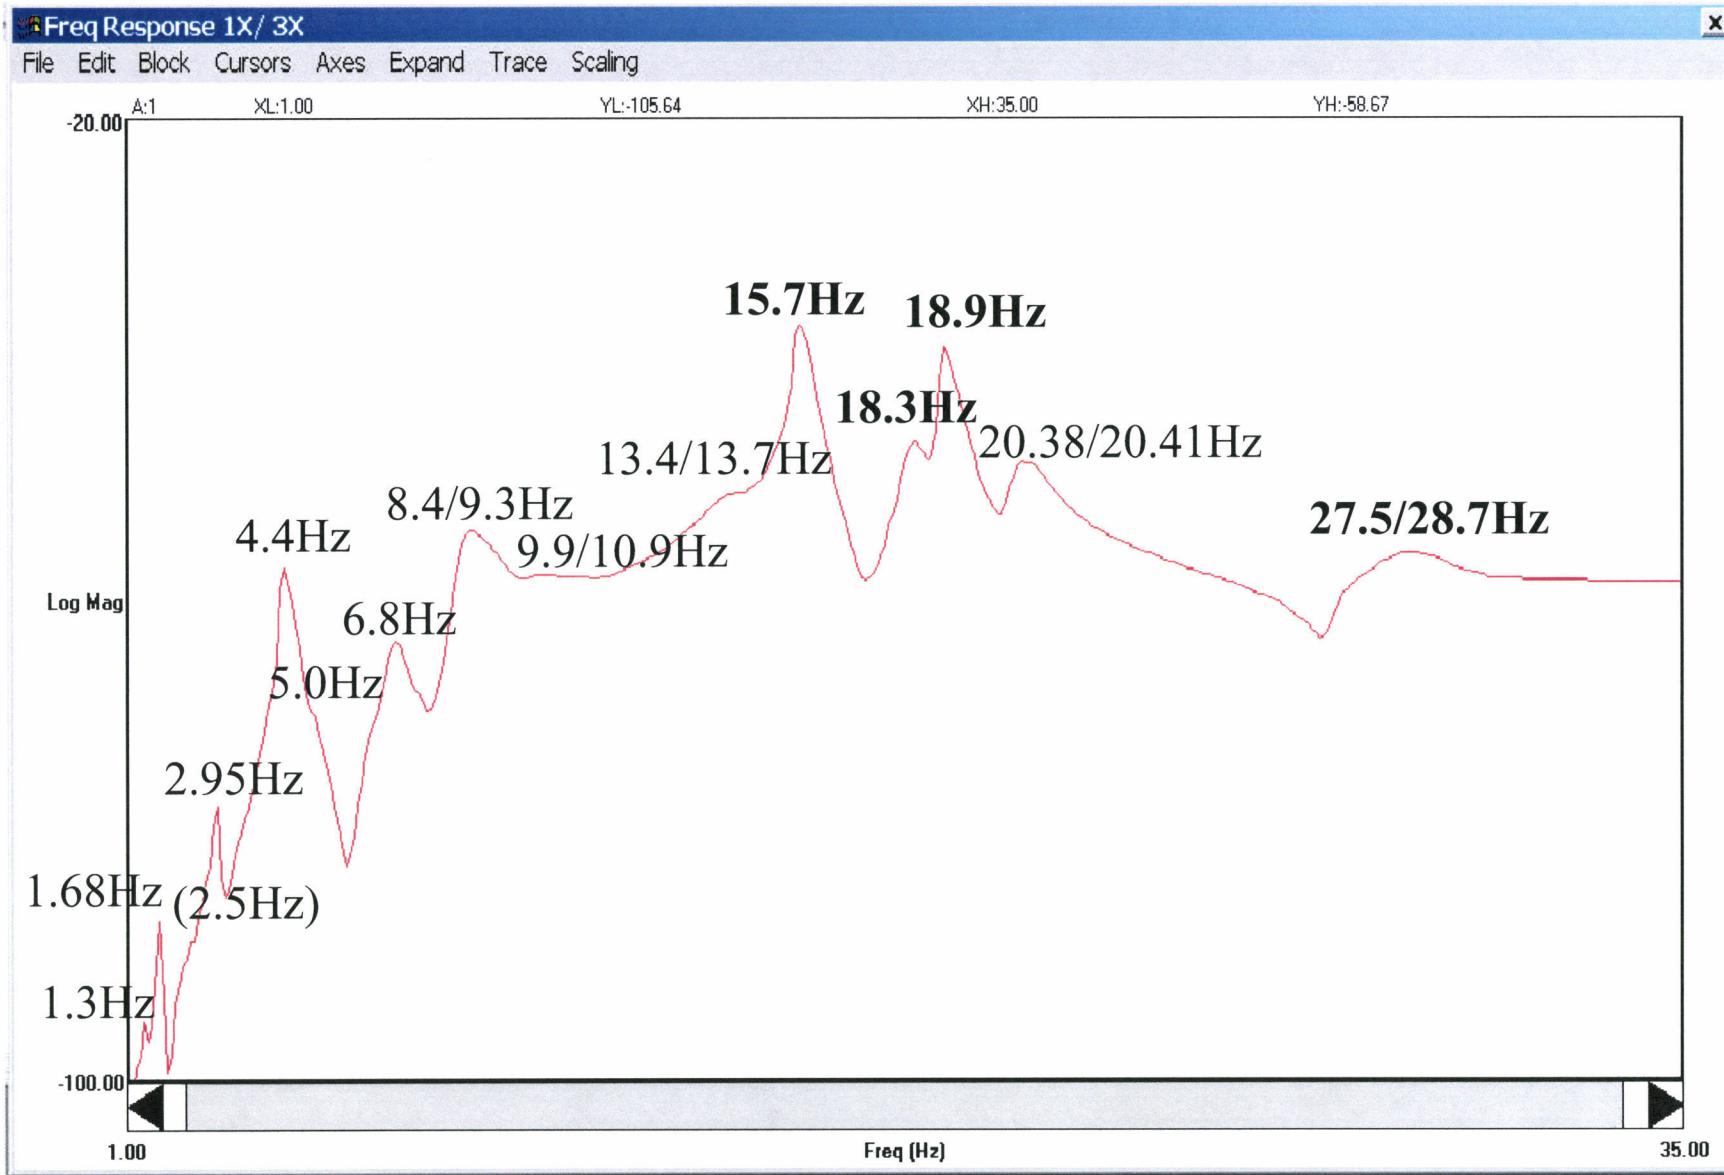 Freq Response 1X/ 3X
File Edit Block Cursors Axes Expand Trace Scaling
A:1 XL:1.00 YL:-105.64 XH:35.00 YH:-58.67
-20.00
15.7Hz
18.9Hz
18.3Hz
13.4/13.7Hz
20.38/20.41Hz
8.4/9.3Hz
27.5/28.7Hz
4.4Hz
9.9/10.9Hz
Log Mag
6.8Hz
5.0Hz
2.95Hz
1.68Hz
(2.5Hz)
1.3Hz
-100.00
1.00 Freq (Hz) 35.00